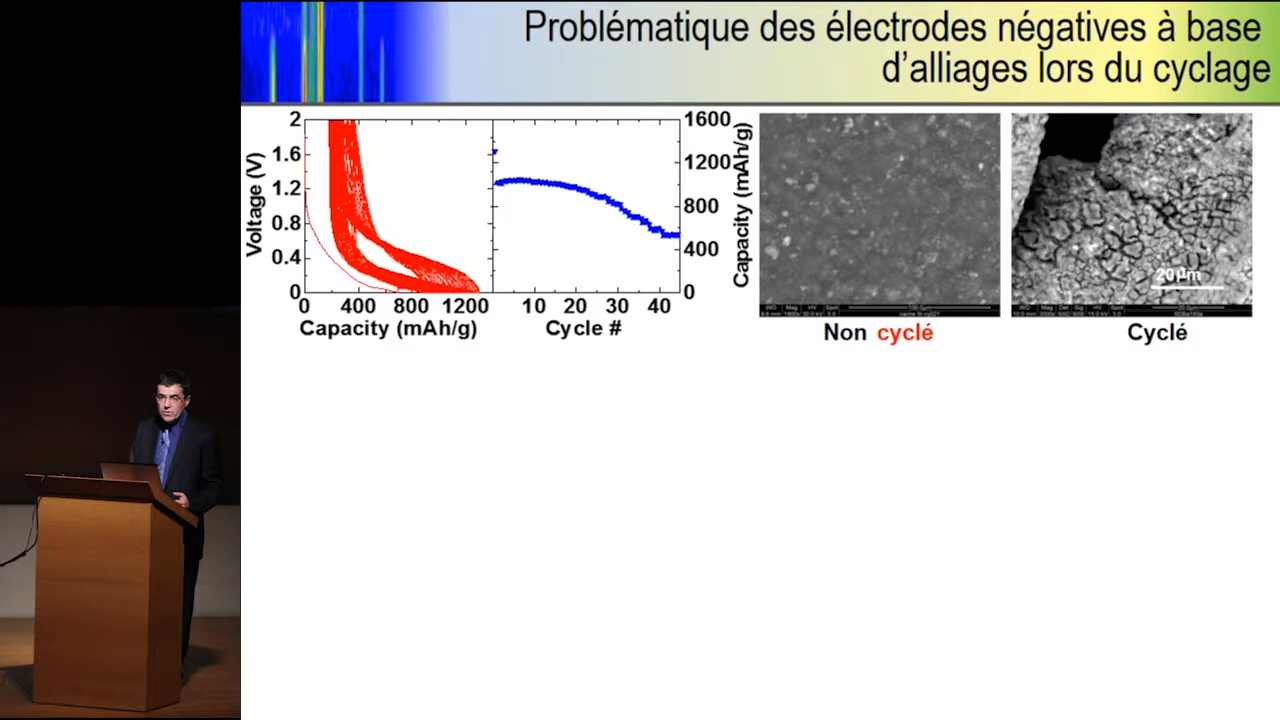 Problématique des électrodes négatives à base
d'alliages lors du cyclage
2
1.6
1.2
0.8
0.4
0
Voltage (V)
0 400 800 1200
Capacity (mAh/g)
10 20 30 40
Cycle #
1600
1200
800
400
0
Capacity (mAh/g)
20 µm
Non cyclé
Cyclé